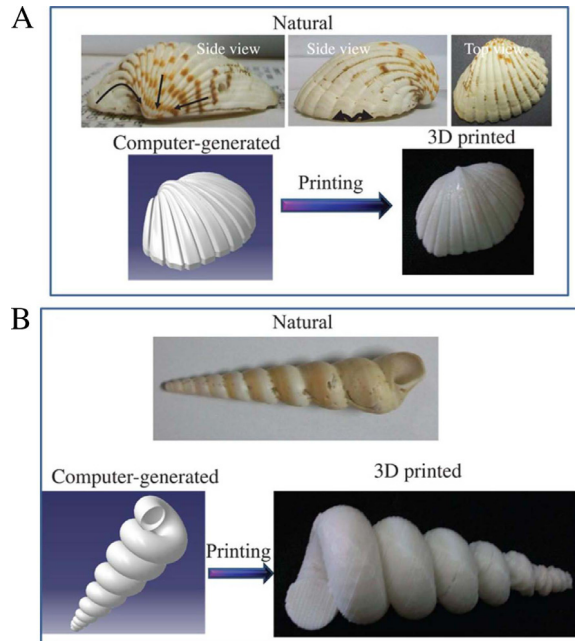 A
Natural
Side view
Side view
Top view
Computer-generated
3D printed
Printing
B
Natural
Computer-generated
3D printed
Printing